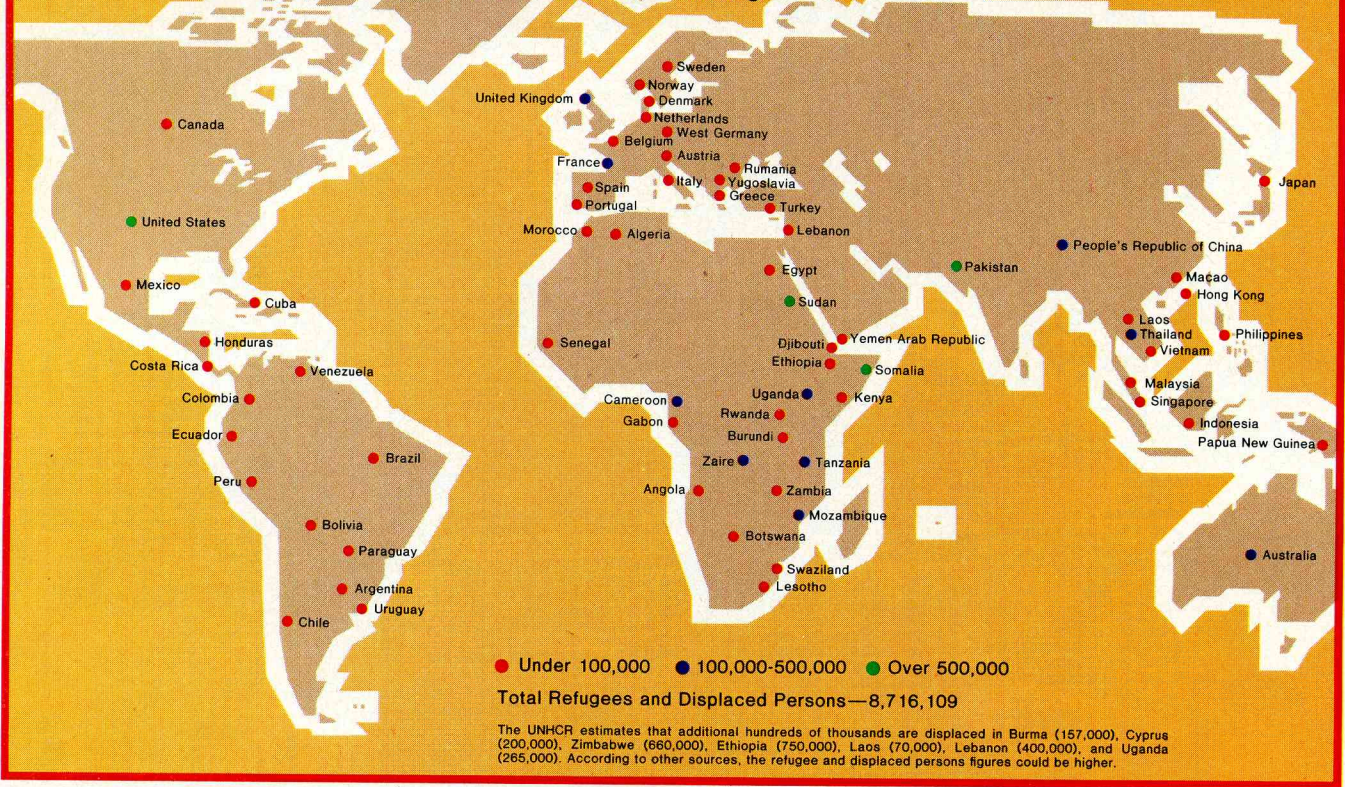 Sweden
Norway
United Kingdom
Denmark
Netherlands
Canada
West Germany
Belgium
Austria
France
Rumania
Italy
Yugoslavia
Japan
Spain
Greece
Portugal
Turkey
United States
Morocco
Algeria
Lebanon
People's Republic of China
Pakistan
Egypt
Mexico
Macao
Hong Kong
Cuba
Sudan
Laos
Thailand
Philippines
Honduras
Senegal
Djibouti
Yemen Arab Republic
Vietnam
Costa Rica
Venezuela
Ethiopia
Somalia
Malaysia
Colombia
Cameroon
Uganda
Kenya
Singapore
Gabon
Rwanda
Indonesia
Ecuador
Burundi
Papua New Guinea
Brazil
Zaire
Tanzania
Peru
Angola
Zambia
Mozambique
Bolivia
Botswana
Paraguay
Australia
Swaziland
Argentina
Lesotho
Uruguay
Chile
Under 100,000 100,000-500,000 Over 500,000
Total Refugees and Displaced Persons—8,716,109
The UNHCR estimates that additional hundreds of thousands are displaced in Burma (157,000), Cyprus
(200,000), Zimbabwe (660,000), Ethiopia (750,000), Laos (70,000), Lebanon (400,000), and Uganda
(265,000). According to other sources, the refugee and displaced persons figures could be higher.